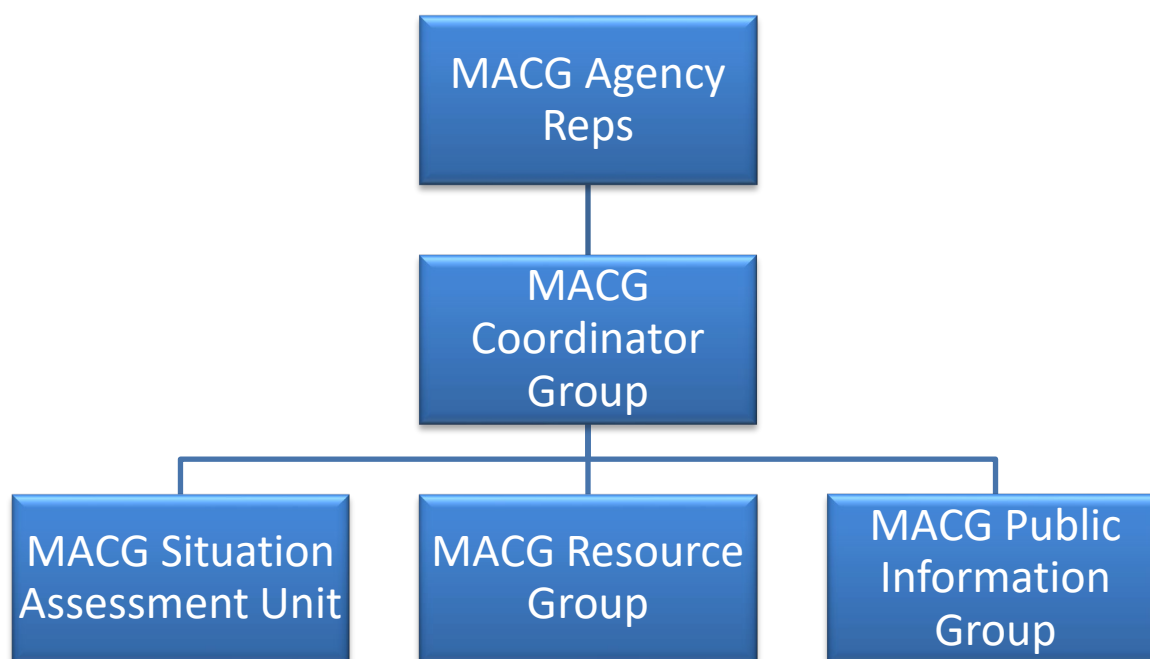 MACG Agency
Reps
MACG
Coordinator
Group
MACG Situation
Assessment Unit
MACG Resource
Group
MACG Public
Information
Group